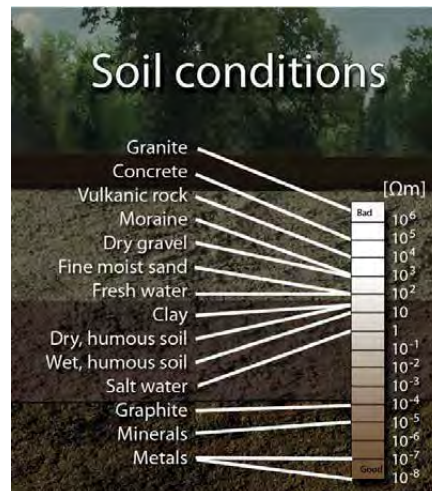 Soil conditions
Granite
Concrete
Vulkanic rock
Moraine
Dry gravel
Fine moist sand
Fresh water
Clay
Dry, humous soil
Wet, humous soil
Salt water
Graphite
Minerals
Metals
[Ωm]
Bad
10⁶
10⁵
10⁴
10³
10²
10
1
10⁻¹
10⁻²
10⁻³
10⁻⁴
10⁻⁵
10⁻⁶
10⁻⁷
Good
10⁻⁸